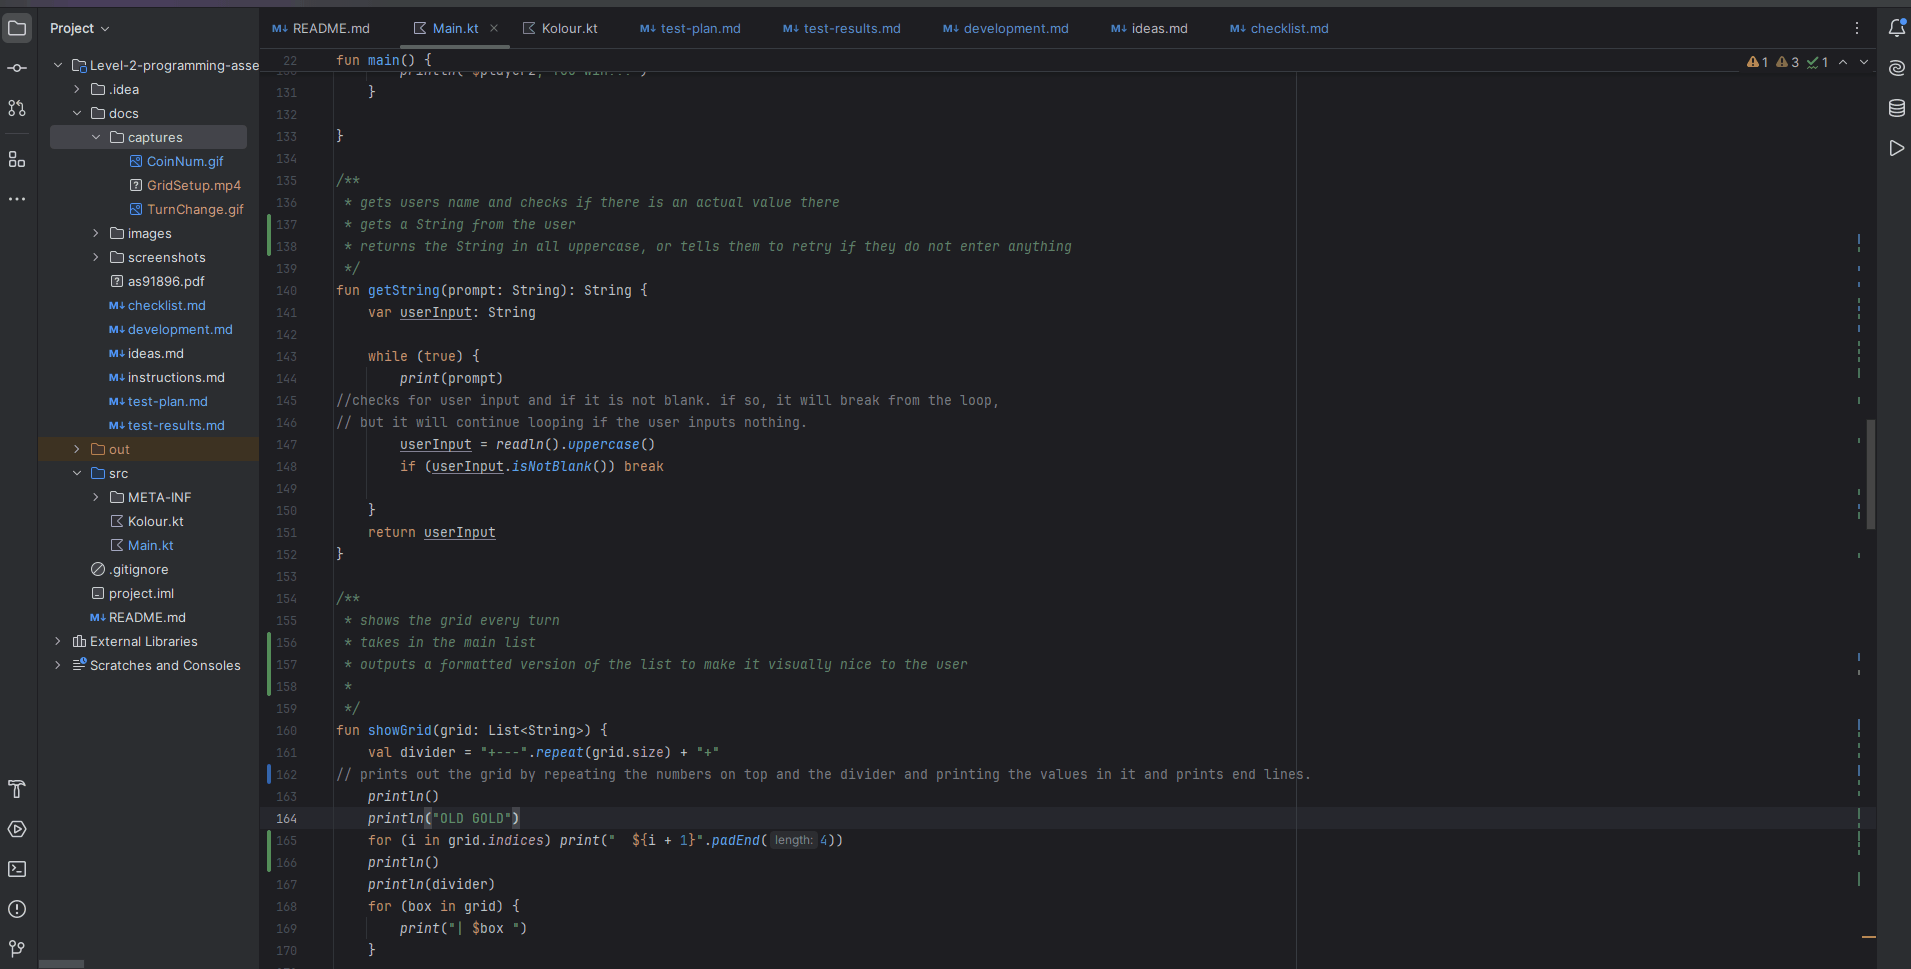 Project
README.md
Main.kt
Kolour.kt
test-plan.md
test-results.md
development.md
ideas.md
checklist.md
Level-2-programming-asse
.idea
docs
captures
CoinNum.gif
GridSetup.mp4
TurnChange.gif
images
screenshots
as91896.pdf
checklist.md
development.md
ideas.md
instructions.md
test-plan.md
test-results.md
out
src
META-INF
Kolour.kt
Main.kt
.gitignore
project.iml
README.md
External Libraries
Scratches and Consoles
22 fun main() {
1 3 1
131 }
132
133 }
134
135 /**
136 * gets users name and checks if there is an actual value there
137 * gets a String from the user
138 * returns the String in all uppercase, or tells them to retry if they do not enter anything
139 */
140 fun getString(prompt: String): String {
141 var userInput: String
142
143 while (true) {
144 print(prompt)
145 //checks for user input and if it is not blank. if so, it will break from the loop,
146 // but it will continue looping if the user inputs nothing.
147 userInput = readln().uppercase()
148 if (userInput.isNotBlank()) break
149
150 }
151 return userInput
152 }
153
154 /**
155 * shows the grid every turn
156 * takes in the main list
157 * outputs a formatted version of the list to make it visually nice to the user
158 *
159 */
160 fun showGrid(grid: List<String>) {
161 val divider = "+---".repeat(grid.size) + "+"
162 // prints out the grid by repeating the numbers on top and the divider and printing the values in it and prints end lines.
163 println()
164 println("OLD GOLD")
165 for (i in grid.indices) print("  ${i + 1}".padEnd( length: 4))
166 println()
167 println(divider)
168 for (box in grid) {
169 print("| $box ")
170 }